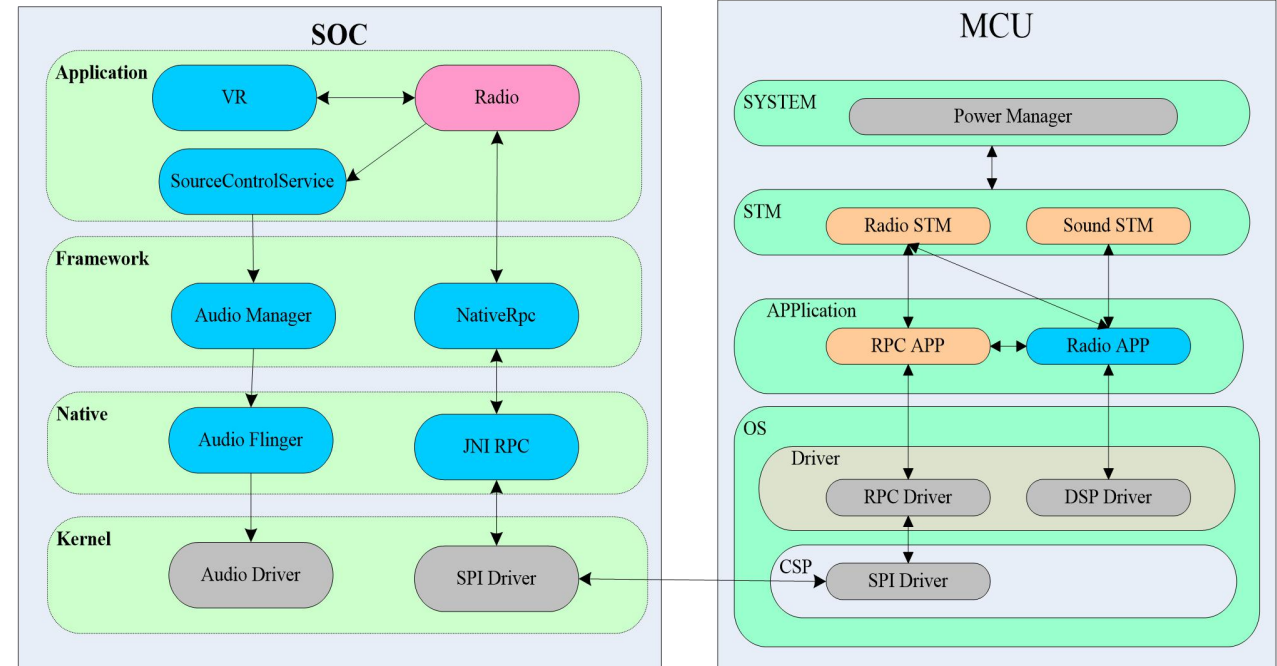 SOC
Application
VR
Radio
SourceControlService
Framework
Audio Manager
NativeRpc
Native
Audio Flinger
JNI RPC
Kernel
Audio Driver
SPI Driver
MCU
SYSTEM
Power Manager
STM
Radio STM
Sound STM
APPlication
RPC APP
Radio APP
OS
Driver
RPC Driver
DSP Driver
CSP
SPI Driver